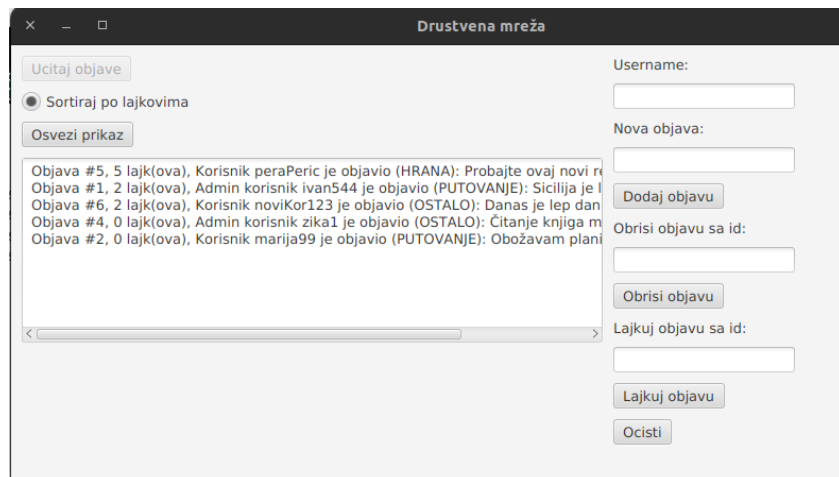 Drustvena mreža
Ucitaj objave
Sortiraj po lajkovima
Osvezi prikaz
Objava #5, 5 lajk(ova), Korisnik peraPeric je objavio (HRANA): Probajte ovaj novi
Objava #1, 2 lajk(ova), Admin korisnik ivan544 je objavio (PUTOVANJE): Sicilija je
Objava #6, 2 lajk(ova), Korisnik noviKor123 je objavio (OSTALO): Danas je lep dan
Objava #4, 0 lajk(ova), Admin korisnik zika1 je objavio (OSTALO): Čitanje knjiga
Objava #2, 0 lajk(ova), Korisnik marija99 je objavio (PUTOVANJE): Obožavam
Username:
Nova objava:
Dodaj objavu
Obrisi objavu sa id:
Obrisi objavu
Lajkuj objavu sa id:
Lajkuj objavu
Ocisti